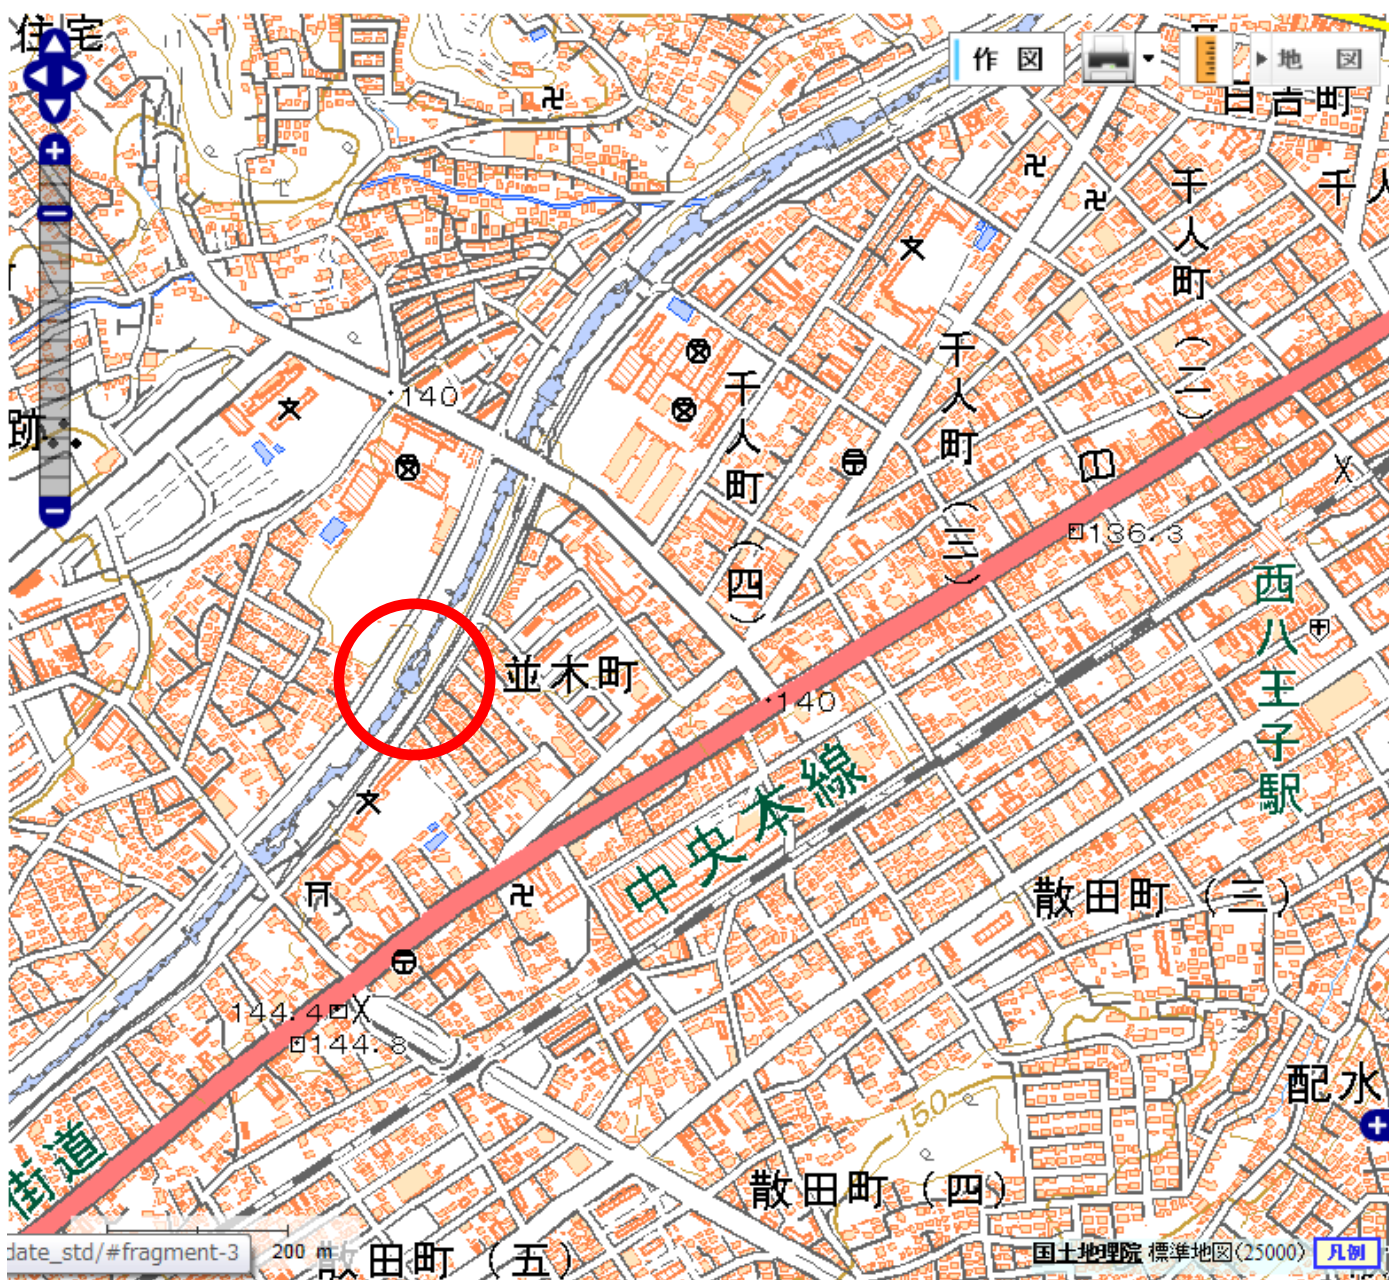 住宅
作 図
地 図
日吉町
千人町(二)
千人
千人町(三)
千人町(四)
140
跡
136.3
西八王子駅
並木町
140
中央本線
散田町(三)
144.4
144.8
配水
150
街道
散田町(四)
date_std/#fragment-3
200 m
散田町(五)
国土地理院 標準地図(25000)
凡例